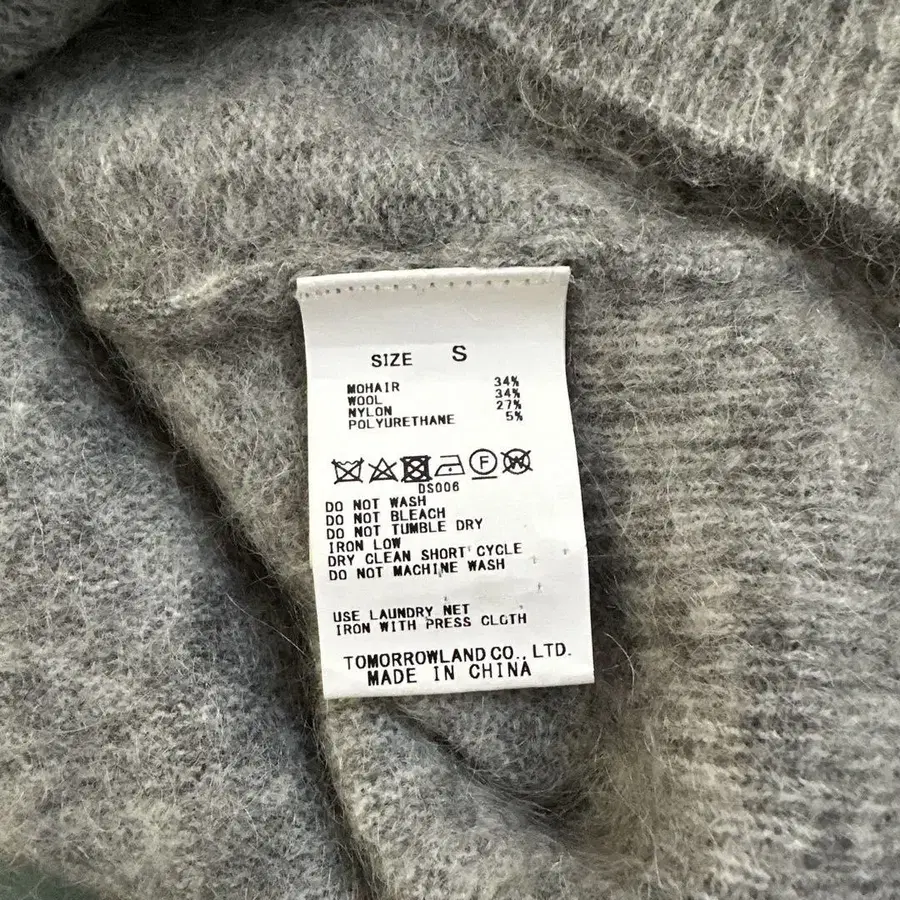 SIZE S
MOHAIR 34%
WOOL 34%
NYLON 27%
POLYURETHANE 5%
F W
DS006
DO NOT WASH
DO NOT BLEACH
DO NOT TUMBLE DRY
IRON LOW
DRY CLEAN SHORT CYCLE
DO NOT MACHINE WASH
USE LAUNDRY NET
IRON WITH PRESS CLOTH
TOMORROWLAND CO., LTD.
MADE IN CHINA